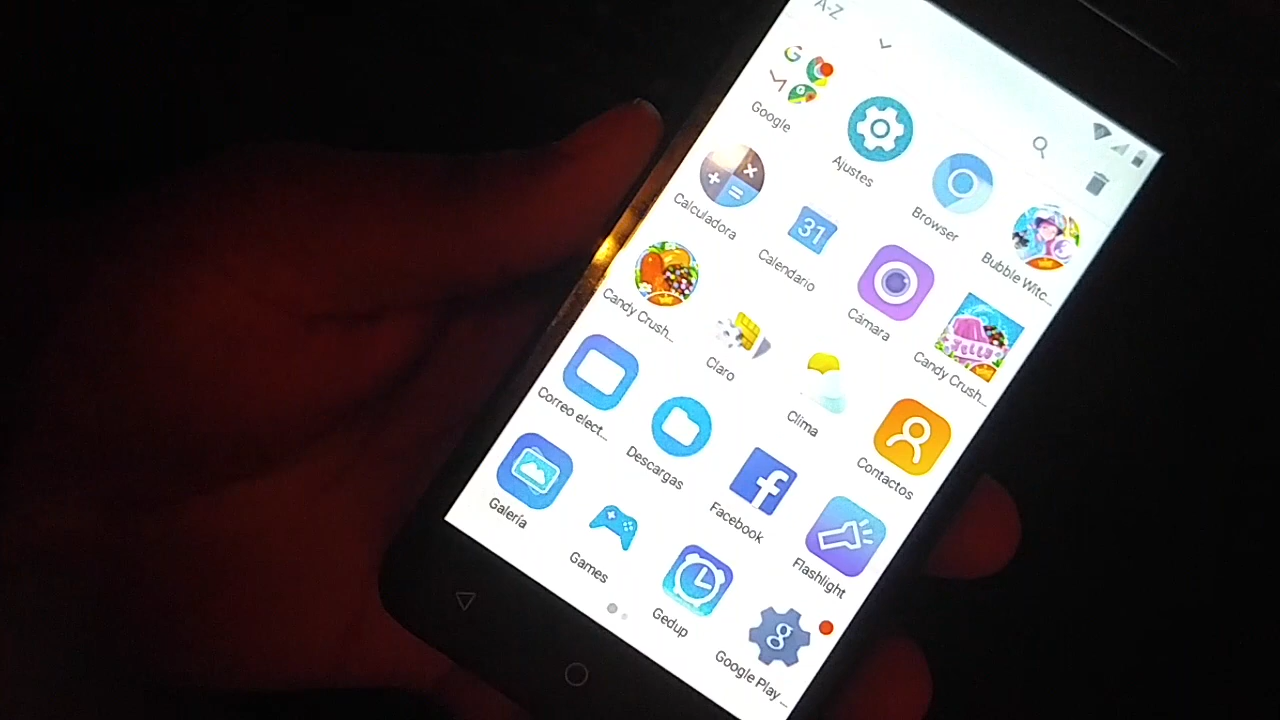 A-Z
Google
Ajustes
Browser
Bubble Witc...
Calculadora
31
Calendario
Cámara
JELLY
Candy Crush...
Candy Crush...
Claro
Clima
Contactos
Correo elect...
Descargas
Facebook
Flashlight
Galería
Games
Gedup
Google Play ...